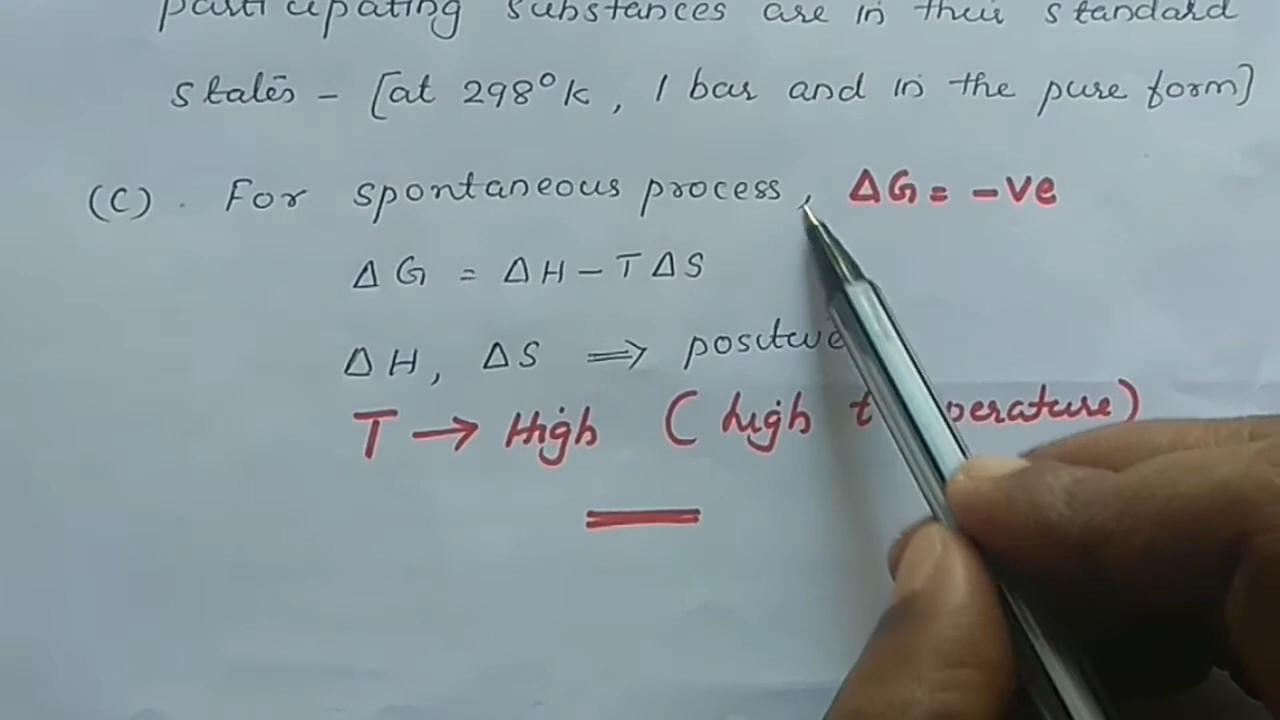 participating substances are in their standard
states - [at 298°K, 1 bar and in the pure form]
(C). For spontaneous process, ΔG = -ve
ΔG = ΔH - TΔS
ΔH, ΔS ⇒ positive
T → High (high temperature)